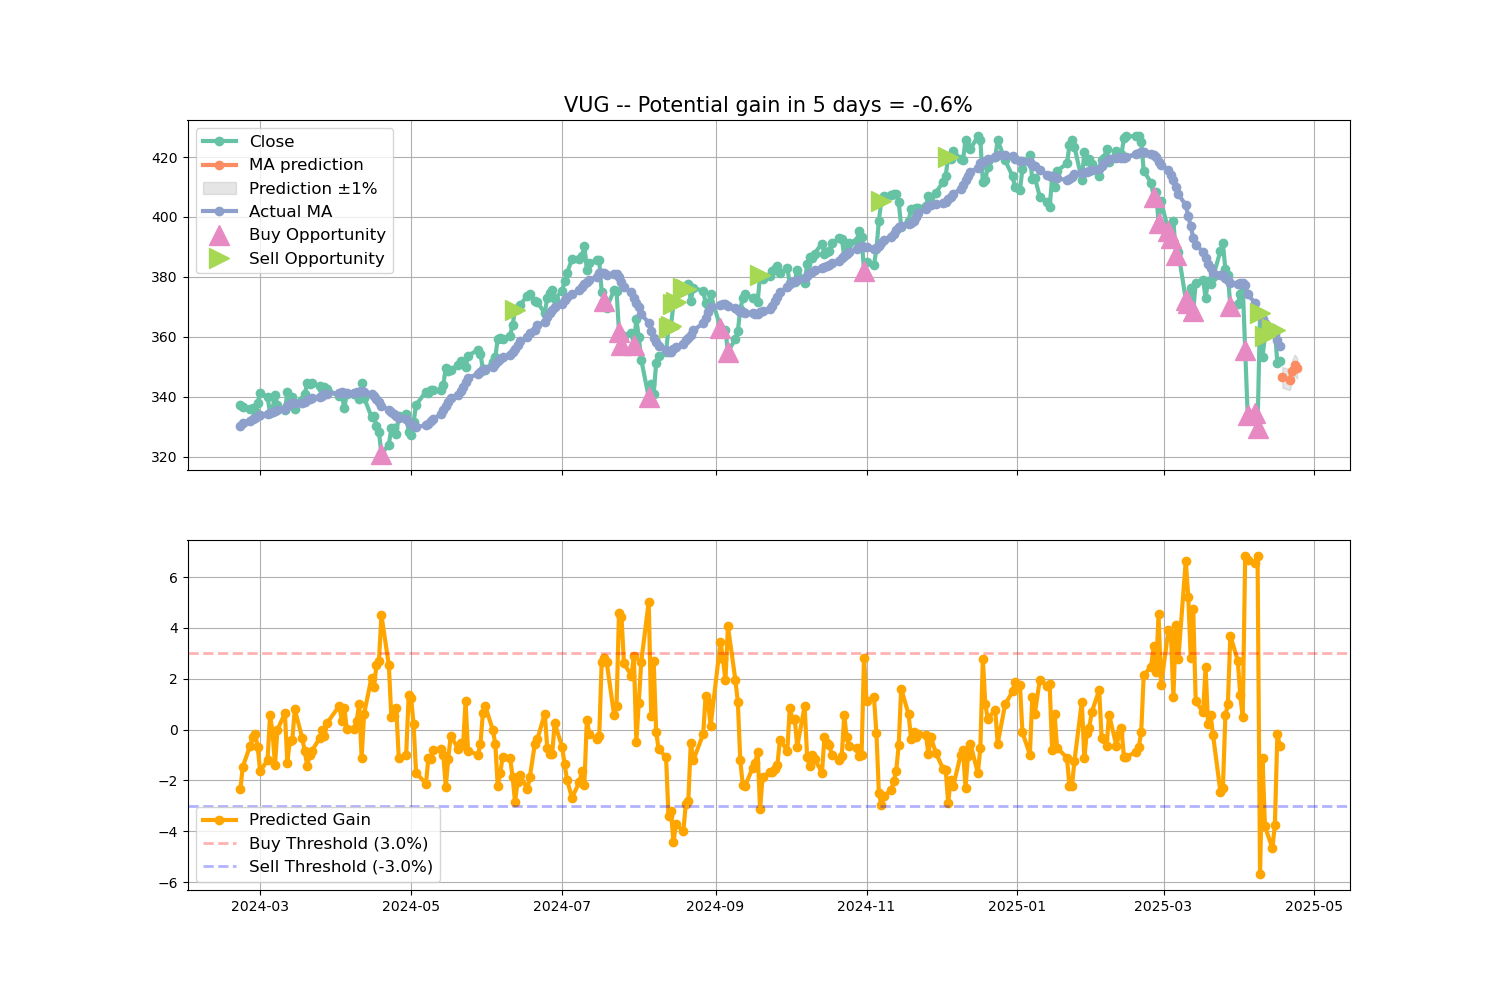 VUG -- Potential gain in 5 days = -0.6%
Close
MA prediction
Prediction ±1%
Actual MA
Buy Opportunity
Sell Opportunity
420
400
380
360
340
320
6
4
2
0
−2
−4
−6
Predicted Gain
Buy Threshold (3.0%)
Sell Threshold (-3.0%)
2024-03 2024-05 2024-07 2024-09 2024-11 2025-01 2025-03 2025-05